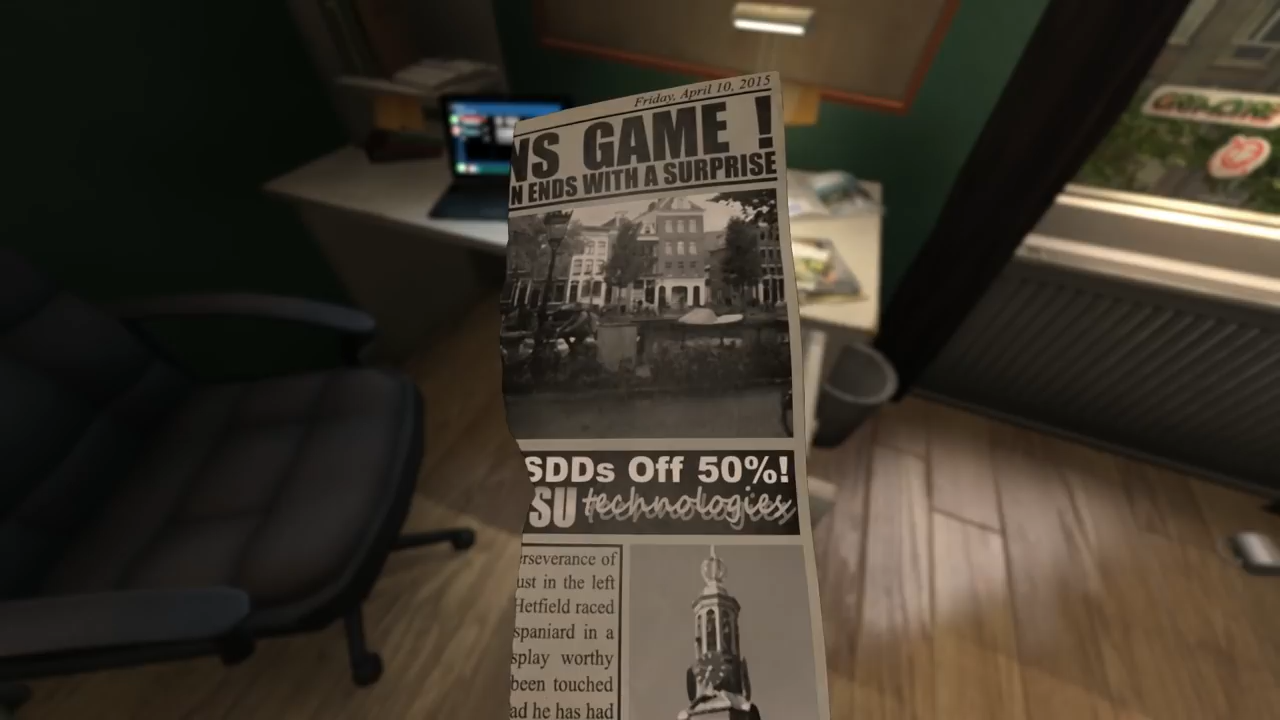 Friday, April 10, 2015
NS GAME !
N ENDS WITH A SURPRISE
SDDs Off 50%!
SU technologies
erseverance of
ust in the left
Hetfield raced
spaniard in a
splay worthy
been touched
ad he has had